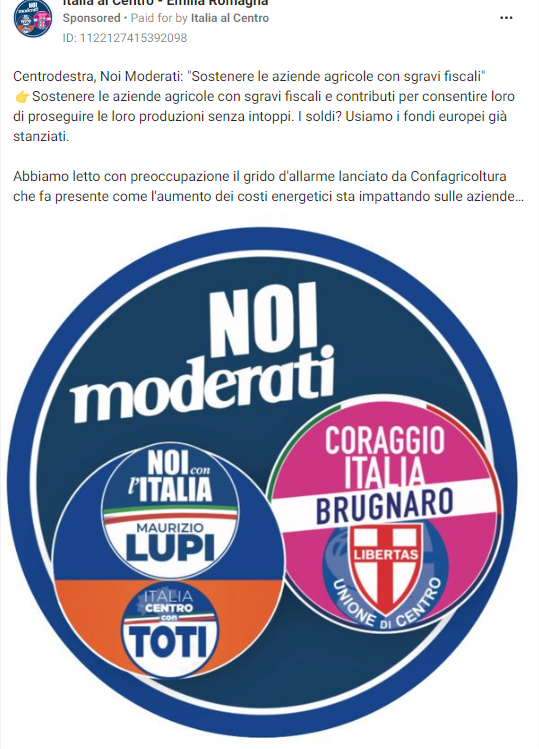 Italia al Centro - Emilia Romagna
Sponsored • Paid for by Italia al Centro
ID: 1122127415392098
Centrodestra, Noi Moderati: "Sostenere le aziende agricole con sgravi fiscali"
👉Sostenere le aziende agricole con sgravi fiscali e contributi per consentire loro
di proseguire le loro produzioni senza intoppi. I soldi? Usiamo i fondi europei già
stanziati.
Abbiamo letto con preoccupazione il grido d'allarme lanciato da Confagricoltura
che fa presente come l'aumento dei costi energetici sta impattando sulle aziende...
NOI
moderati
CORAGGIO
ITALIA
BRUGNARO
LIBERTAS
UNIONE DI CENTRO
NOI con
l'ITALIA
MAURIZIO
LUPI
ITALIA
CENTRO
con
TOTI